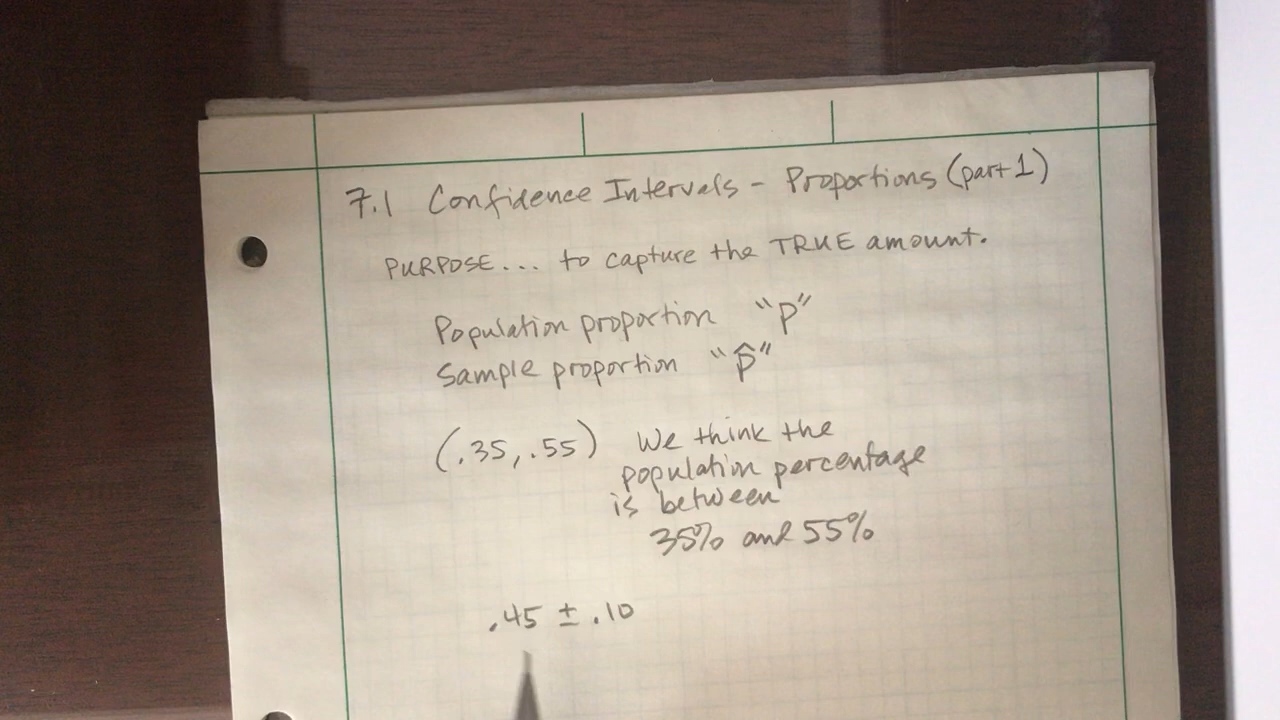 7.1 Confidence Intervals - Proportions (part 1)
PURPOSE... to capture the TRUE amount.
Population proportion "p"
Sample proportion "p̂"
(.35, .55) We think the
population percentage
is between
35% and 55%
.45 ± .10